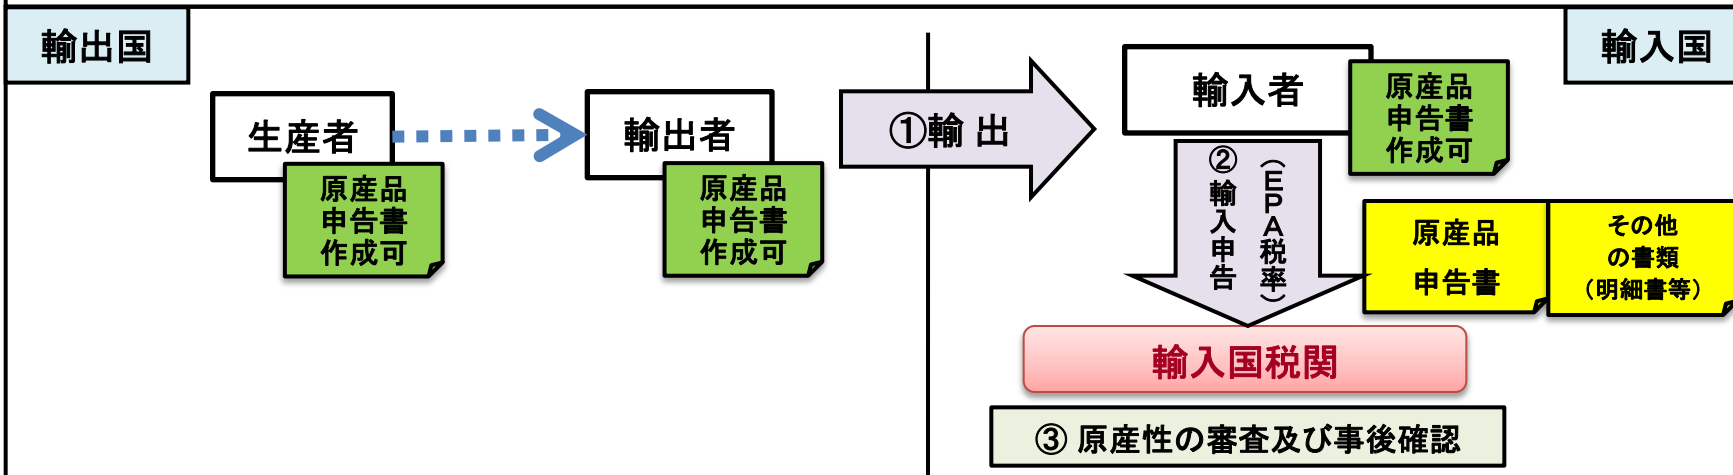 輸出国
輸入国
生産者
原産品
申告書
作成可
輸出者
原産品
申告書
作成可
①輸 出
輸入者
原産品
申告書
作成可
②輸入申告
（EPA税率）
原産品
申告書
その他
の書類
（明細書等）
輸入国税関
③ 原産性の審査及び事後確認